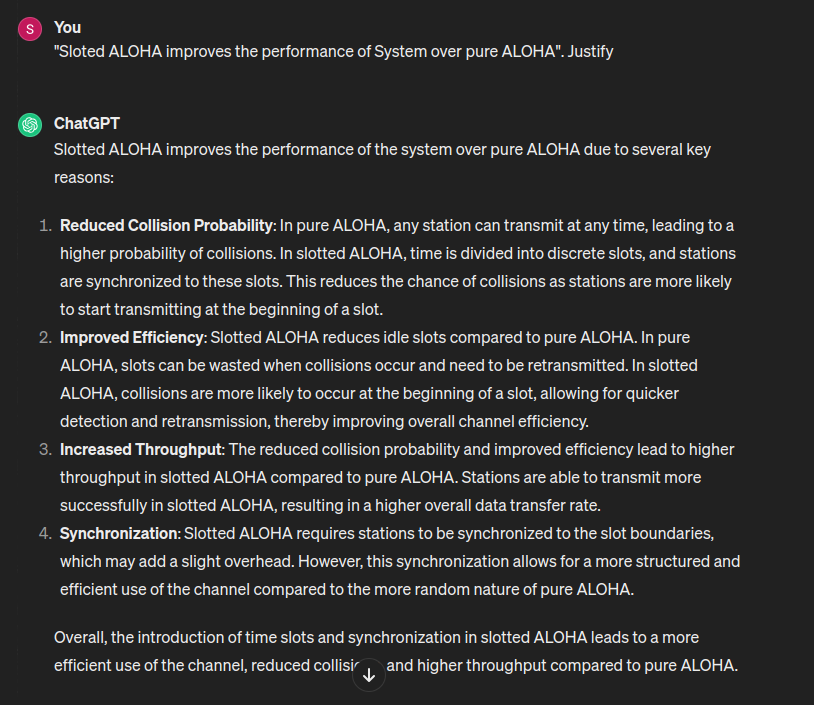 S You
"Sloted ALOHA improves the performance of System over pure ALOHA". Justify
ChatGPT
Slotted ALOHA improves the performance of the system over pure ALOHA due to several key
reasons:
1. Reduced Collision Probability: In pure ALOHA, any station can transmit at any time, leading to a
higher probability of collisions. In slotted ALOHA, time is divided into discrete slots, and stations
are synchronized to these slots. This reduces the chance of collisions as stations are more likely
to start transmitting at the beginning of a slot.
2. Improved Efficiency: Slotted ALOHA reduces idle slots compared to pure ALOHA. In pure
ALOHA, slots can be wasted when collisions occur and need to be retransmitted. In slotted
ALOHA, collisions are more likely to occur at the beginning of a slot, allowing for quicker
detection and retransmission, thereby improving overall channel efficiency.
3. Increased Throughput: The reduced collision probability and improved efficiency lead to higher
throughput in slotted ALOHA compared to pure ALOHA. Stations are able to transmit more
successfully in slotted ALOHA, resulting in a higher overall data transfer rate.
4. Synchronization: Slotted ALOHA requires stations to be synchronized to the slot boundaries,
which may add a slight overhead. However, this synchronization allows for a more structured and
efficient use of the channel compared to the more random nature of pure ALOHA.
Overall, the introduction of time slots and synchronization in slotted ALOHA leads to a more
efficient use of the channel, reduced collisi and higher throughput compared to pure ALOHA.